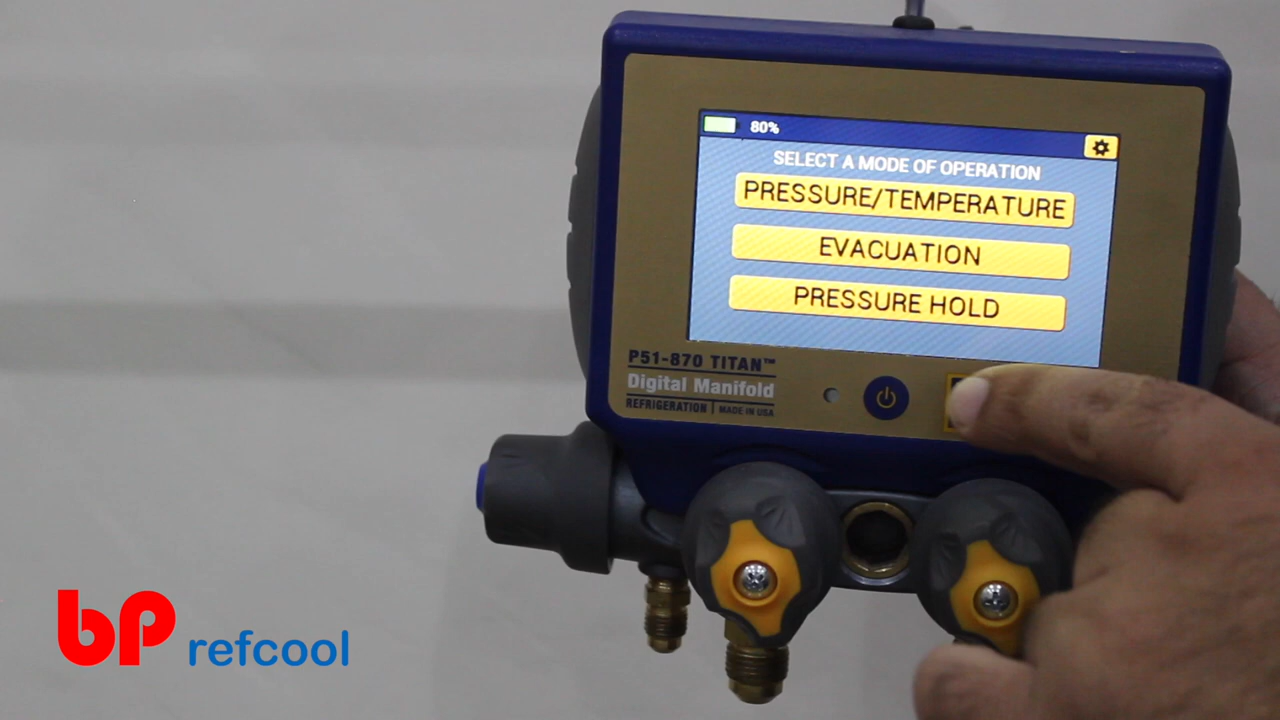 80%
SELECT A MODE OF OPERATION
PRESSURE/TEMPERATURE
EVACUATION
PRESSURE HOLD
P51-870 TITAN™
Digital Manifold
REFRIGERATION | MADE IN USA
bP refcool